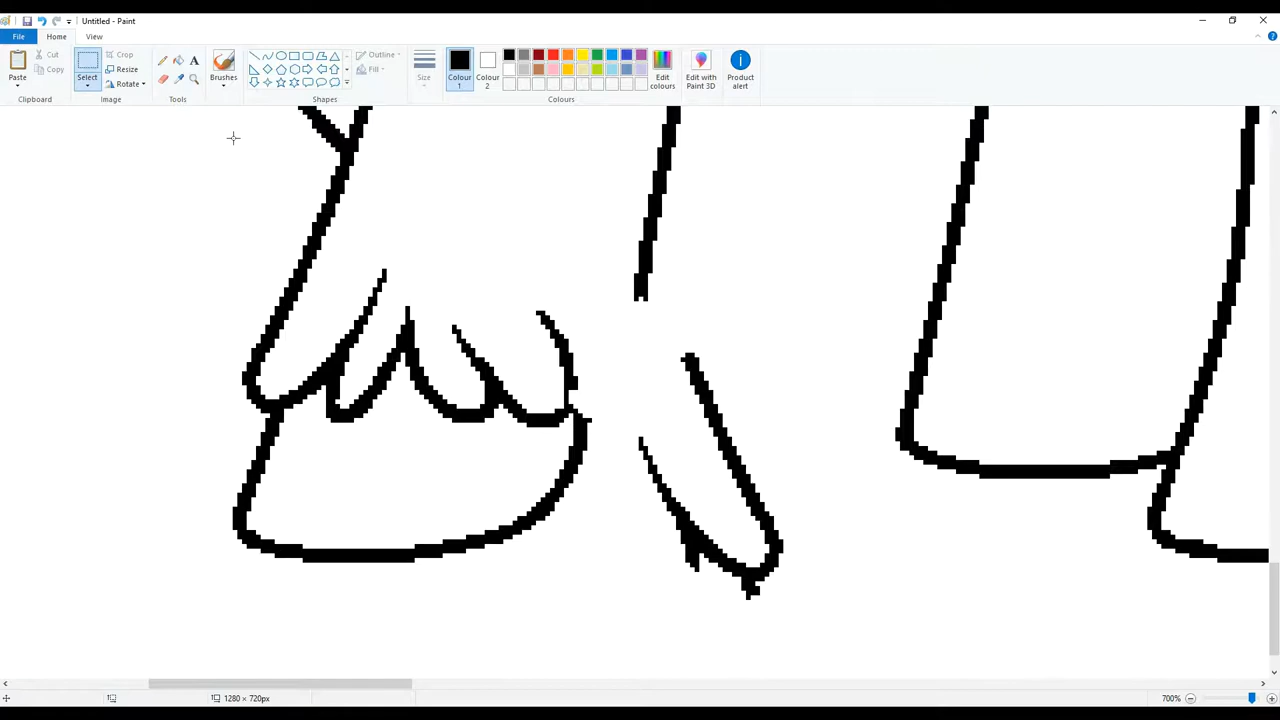 Untitled - Paint
File
Home
View
Paste
Cut
Copy
Clipboard
Select
Crop
Resize
Rotate
Image
A
Tools
Brushes
Shapes
Outline
Fill
Size
Colour 1
Colour 2
Edit colours
Colours
Edit with Paint 3D
Product alert
1280 × 720px
700%